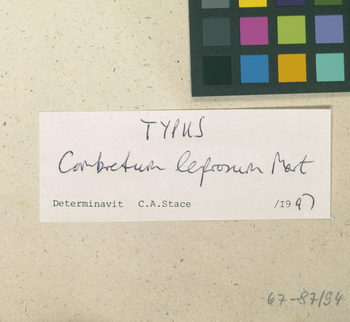 TYPUS
Combretum leprosum Mart
Determinavit C.A.Stace /1997
67-87/94